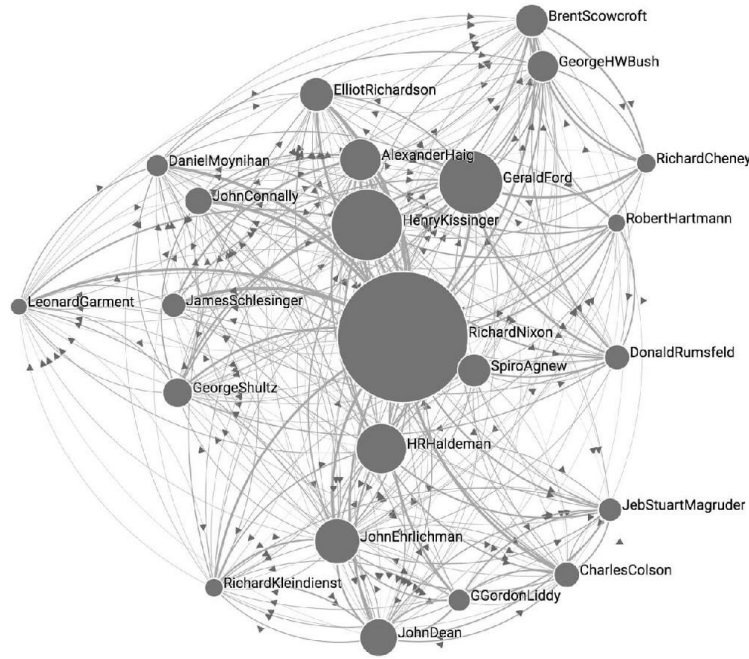 BrentScowcroft
GeorgeHWBush
ElliotRichardson
AlexanderHaig
DanielMoynihan
RichardCheney
GeraldFord
JohnConnally
HenryKissinger
RobertHartmann
LeonardGarment
JamesSchlesinger
RichardNixon
DonaldRumsfeld
SpiroAgnew
GeorgeShultz
HRHaldeman
JebStuartMagruder
JohnEhrlichman
CharlesColson
RichardKleindienst
GGordonLiddy
JohnDean